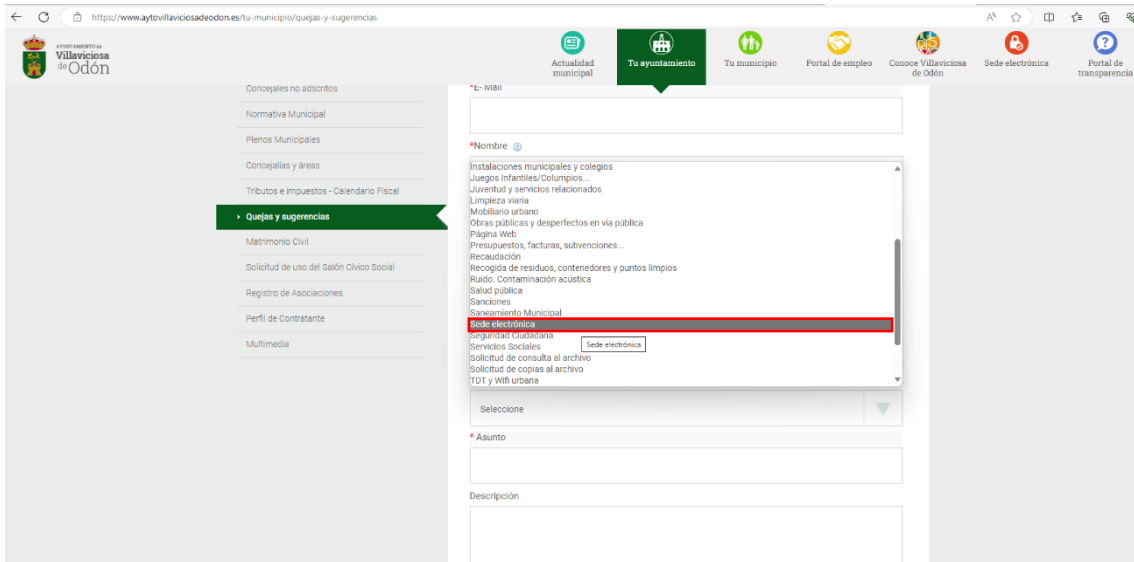 https://www.aytovillaviciosadeodon.es/tu-municipio/quejas-y-sugerencias
AYUNTAMIENTO de
Villaviciosa
de Odón
Actualidad
municipal
Tu ayuntamiento
Tu municipio
Portal de empleo
Conoce Villaviciosa
de Odón
Sede electrónica
Portal de
transparencia
Concejales no adscritos
Normativa Municipal
Plenos Municipales
Concejalías y áreas
Tributos e impuestos - Calendario Fiscal
Quejas y sugerencias
Matrimonio Civil
Solicitud de uso del Salón Cívico Social
Registro de Asociaciones
Perfil de Contratante
Multimedia
*E- Mail
*Nombre
Instalaciones municipales y colegios
Juegos Infantiles/Columpios...
Juventud y servicios relacionados
Limpieza viaria
Mobiliario urbano
Obras públicas y desperfectos en vía pública
Página Web
Presupuestos, facturas, subvenciones...
Recaudación
Recogida de residuos, contenedores y puntos limpios
Ruido. Contaminación acústica
Salud pública
Sanciones
Saneamiento Municipal
Sede electrónica
Seguridad Ciudadana
Servicios Sociales
Sede electrónica
Solicitud de consulta al archivo
Solicitud de copias al archivo
TDT y Wifi urbana
Seleccione
* Asunto
Descripción